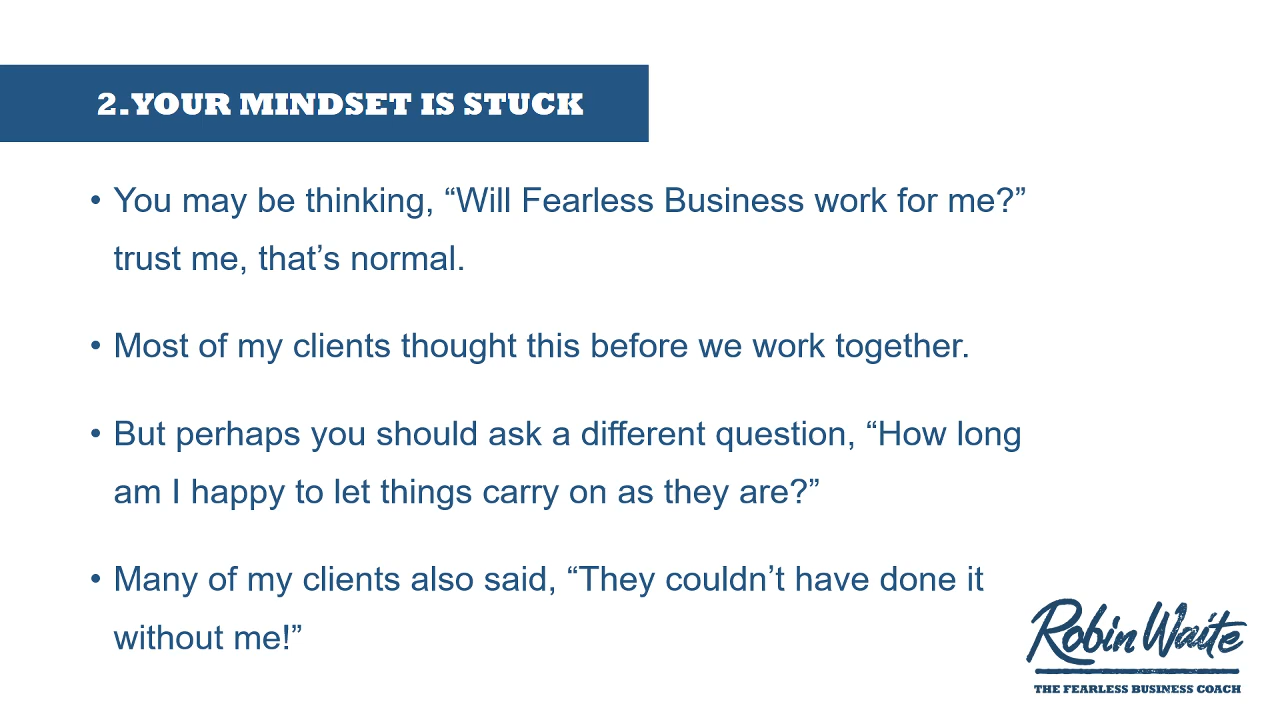 2.YOUR MINDSET IS STUCK
• You may be thinking, “Will Fearless Business work for me?”
trust me, that’s normal.
• Most of my clients thought this before we work together.
• But perhaps you should ask a different question, “How long
am I happy to let things carry on as they are?”
• Many of my clients also said, “They couldn’t have done it
without me!”
Robin Waite
THE FEARLESS BUSINESS COACH